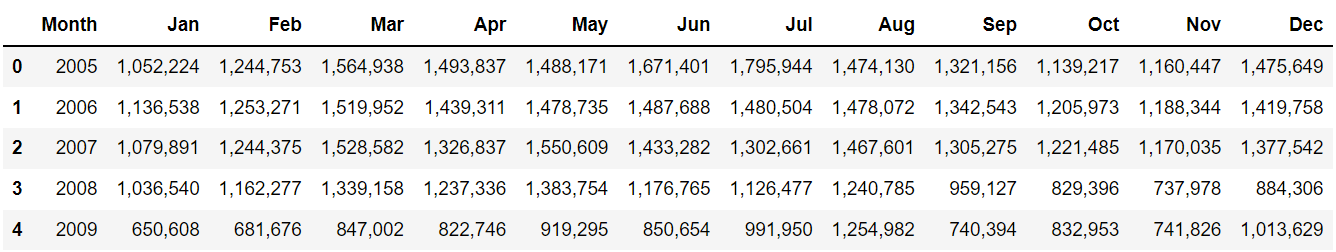 Month Jan Feb Mar Apr May Jun Jul Aug Sep Oct Nov Dec
0 2005 1,052,224 1,244,753 1,564,938 1,493,837 1,488,171 1,671,401 1,795,944 1,474,130 1,321,156 1,139,217 1,160,447 1,475,649
1 2006 1,136,538 1,253,271 1,519,952 1,439,311 1,478,735 1,487,688 1,480,504 1,478,072 1,342,543 1,205,973 1,188,344 1,419,758
2 2007 1,079,891 1,244,375 1,528,582 1,326,837 1,550,609 1,433,282 1,302,661 1,467,601 1,305,275 1,221,485 1,170,035 1,377,542
3 2008 1,036,540 1,162,277 1,339,158 1,237,336 1,383,754 1,176,765 1,126,477 1,240,785 959,127 829,396 737,978 884,306
4 2009 650,608 681,676 847,002 822,746 919,295 850,654 991,950 1,254,982 740,394 832,953 741,826 1,013,629